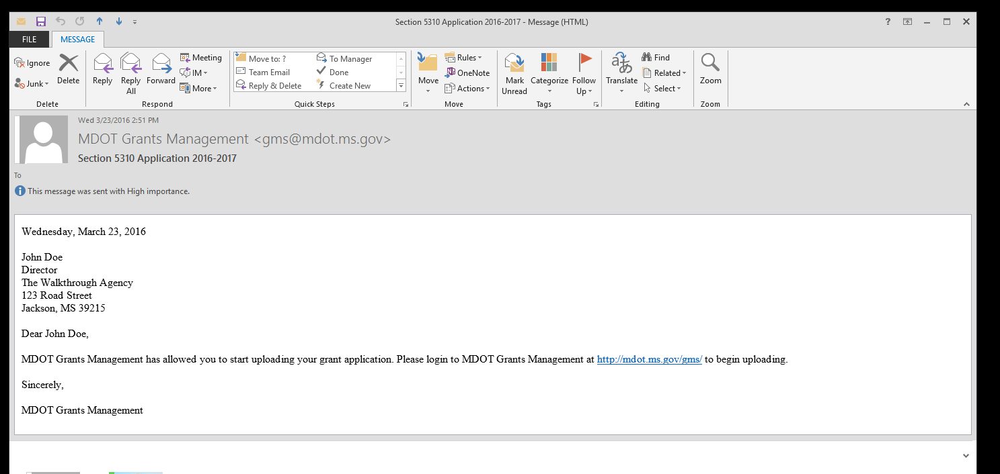 Section 5310 Application 2016-2017 - Message (HTML)
?
FILE MESSAGE
Ignore
Junk
Delete
Delete
Reply
Reply All
Forward
Meeting
IM
More
Respond
Move to: ?
Team Email
Reply & Delete
To Manager
Done
Create New
Quick Steps
Move
Rules
OneNote
Actions
Move
Mark Unread
Categorize
Follow Up
Tags
Translate
Find
Related
Select
Editing
Zoom
Zoom
Wed 3/23/2016 2:51 PM
MDOT Grants Management <gms@mdot.ms.gov>
Section 5310 Application 2016-2017
To
This message was sent with High importance.
Wednesday, March 23, 2016
John Doe
Director
The Walkthrough Agency
123 Road Street
Jackson, MS 39215
Dear John Doe,
MDOT Grants Management has allowed you to start uploading your grant application. Please login to MDOT Grants Management at http://mdot.ms.gov/gms/ to begin uploading.
Sincerely,
MDOT Grants Management